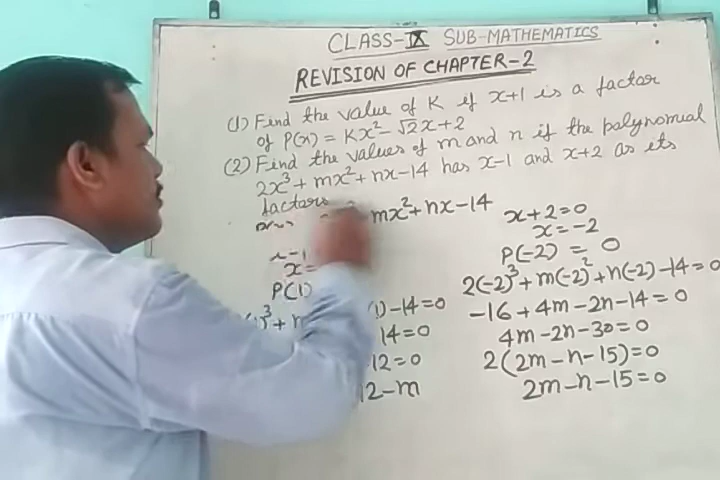 CLASS-IX SUB-MATHEMATICS
REVISION OF CHAPTER-2
(1) Find the value of K if x+1 is a factor
of P(x) = Kx² √2x+2
(2) Find the values of m and n if the polynomial
2x³+mx²+nx-14 has x-1 and x+2 as its
factors
mx²+nx-14
x-1
x=
P(1)
)³+
(1)-14=0
14=0
12=0
12-m
x+2=0
x=-2
P(-2) = 0
2(-2)³+m(-2)²+n(-2)-14=0
-16+4m-2n-14=0
4m-2n-30=0
2(2m-n-15)=0
2m-n-15=0